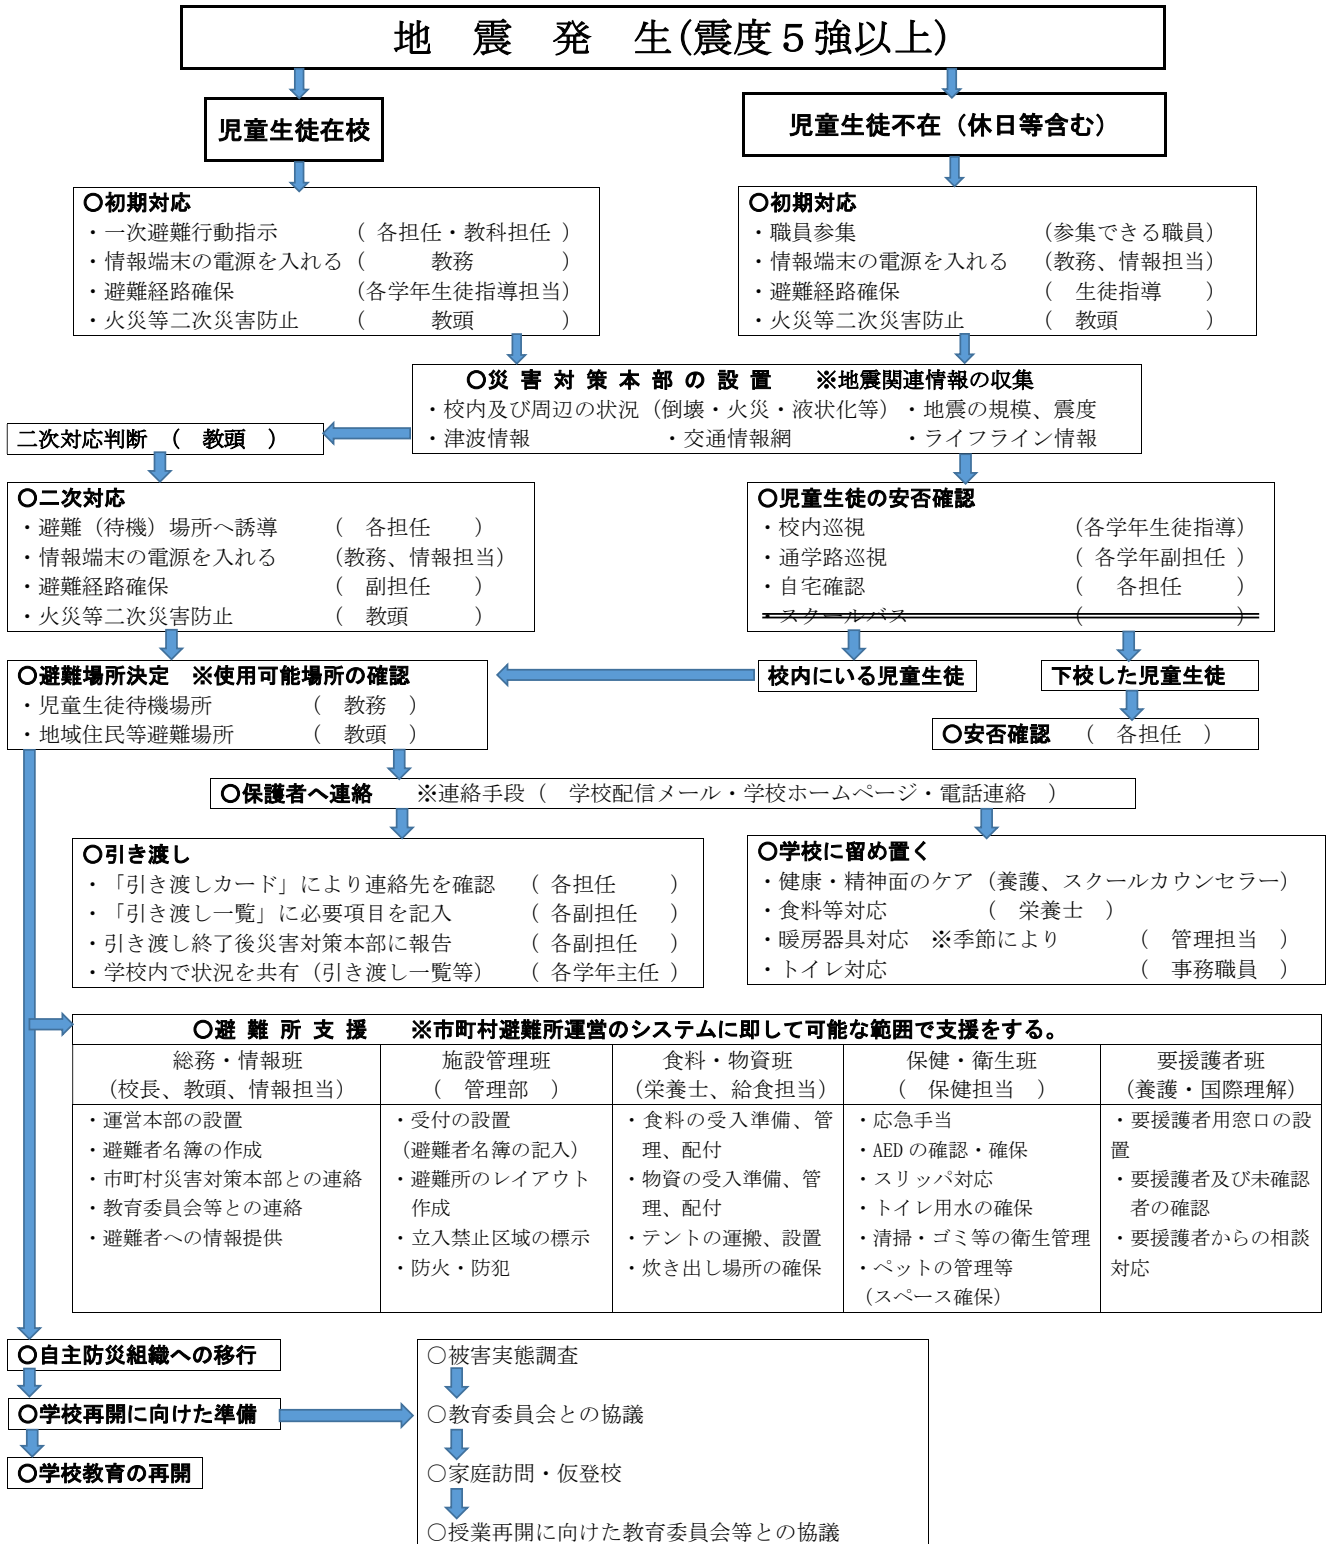 地　震　発　生(震度５強以上)
児童生徒在校
児童生徒不在（休日等含む）
〇初期対応
・一次避難行動指示　（ 各担任・教科担任 ）
・情報端末の電源を入れる（　教務　）
・避難経路確保　（各学年生徒指導担当）
・火災等二次災害防止　（　教頭　）
〇初期対応
・職員参集　（参集できる職員）
・情報端末の電源を入れる　（教務、情報担当）
・避難経路確保　（　生徒指導　）
・火災等二次災害防止　（　教頭　）
〇災 害 対 策 本 部 の 設 置　※地震関連情報の収集
・校内及び周辺の状況（倒壊・火災・液状化等）・地震の規模、震度
・津波情報　・交通情報網　・ライフライン情報
二次対応判断　（　教頭　）
〇二次対応
・避難（待機）場所へ誘導　（　各担任　）
・情報端末の電源を入れる　（教務、情報担当）
・避難経路確保　（　副担任　）
・火災等二次災害防止　（　教頭　）
〇児童生徒の安否確認
・校内巡視　（各学年生徒指導）
・通学路巡視　（ 各学年副担任 ）
・自宅確認　（　各担任　）
・スクールバス　（　）
〇避難場所決定　※使用可能場所の確認
・児童生徒待機場所　（　教務　）
・地域住民等避難場所　（　教頭　）
校内にいる児童生徒
下校した児童生徒
〇安否確認　（　各担任　）
〇保護者へ連絡　※連絡手段（　学校配信メール・学校ホームページ・電話連絡　）
〇引き渡し
・「引き渡しカード」により連絡先を確認　（ 各担任　）
・「引き渡し一覧」に必要項目を記入　（ 各副担任　）
・引き渡し終了後災害対策本部に報告　（ 各副担任　）
・学校内で状況を共有（引き渡し一覧等）　（ 各学年主任 ）
〇学校に留め置く
・健康・精神面のケア（養護、スクールカウンセラー）
・食料等対応　（　栄養士　）
・暖房器具対応　※季節により　（　管理担当　）
・トイレ対応　（　事務職員　）
〇避 難 所 支 援　※市町村避難所運営のシステムに即して可能な範囲で支援をする。
総務・情報班
（校長、教頭、情報担当）
・運営本部の設置
・避難者名簿の作成
・市町村災害対策本部との連絡
・教育委員会等との連絡
・避難者への情報提供
施設管理班
（　管理部　）
・受付の設置
（避難者名簿の記入）
・避難所のレイアウト
作成
・立入禁止区域の標示
・防火・防犯
食料・物資班
（栄養士、給食担当）
・食料の受入準備、管
理、配付
・物資の受入準備、管
理、配付
・テントの運搬、設置
・炊き出し場所の確保
保健・衛生班
（　保健担当　）
・応急手当
・AED の確認・確保
・スリッパ対応
・トイレ用水の確保
・清掃・ゴミ等の衛生管理
・ペットの管理等
（スペース確保）
要援護者班
（養護・国際理解）
・要援護者用窓口の設
置
・要援護者及び未確認
者の確認
・要援護者からの相談
対応
〇自主防災組織への移行
〇学校再開に向けた準備
〇学校教育の再開
○被害実態調査
○教育委員会との協議
○家庭訪問・仮登校
○授業再開に向けた教育委員会等との協議